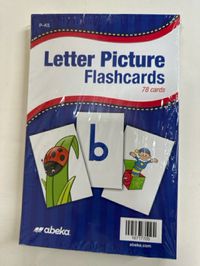 P-K5
Letter Picture
Flashcards
78 cards
b
abeka
abeka.com